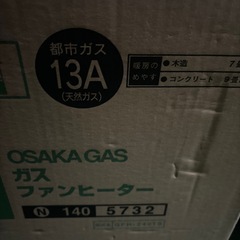 都市ガス
13A
(天然ガス)
暖房の
めやす
●木造 7
●コンクリート
OSAKA GAS
ガス
ファンヒーター
N 140 5732